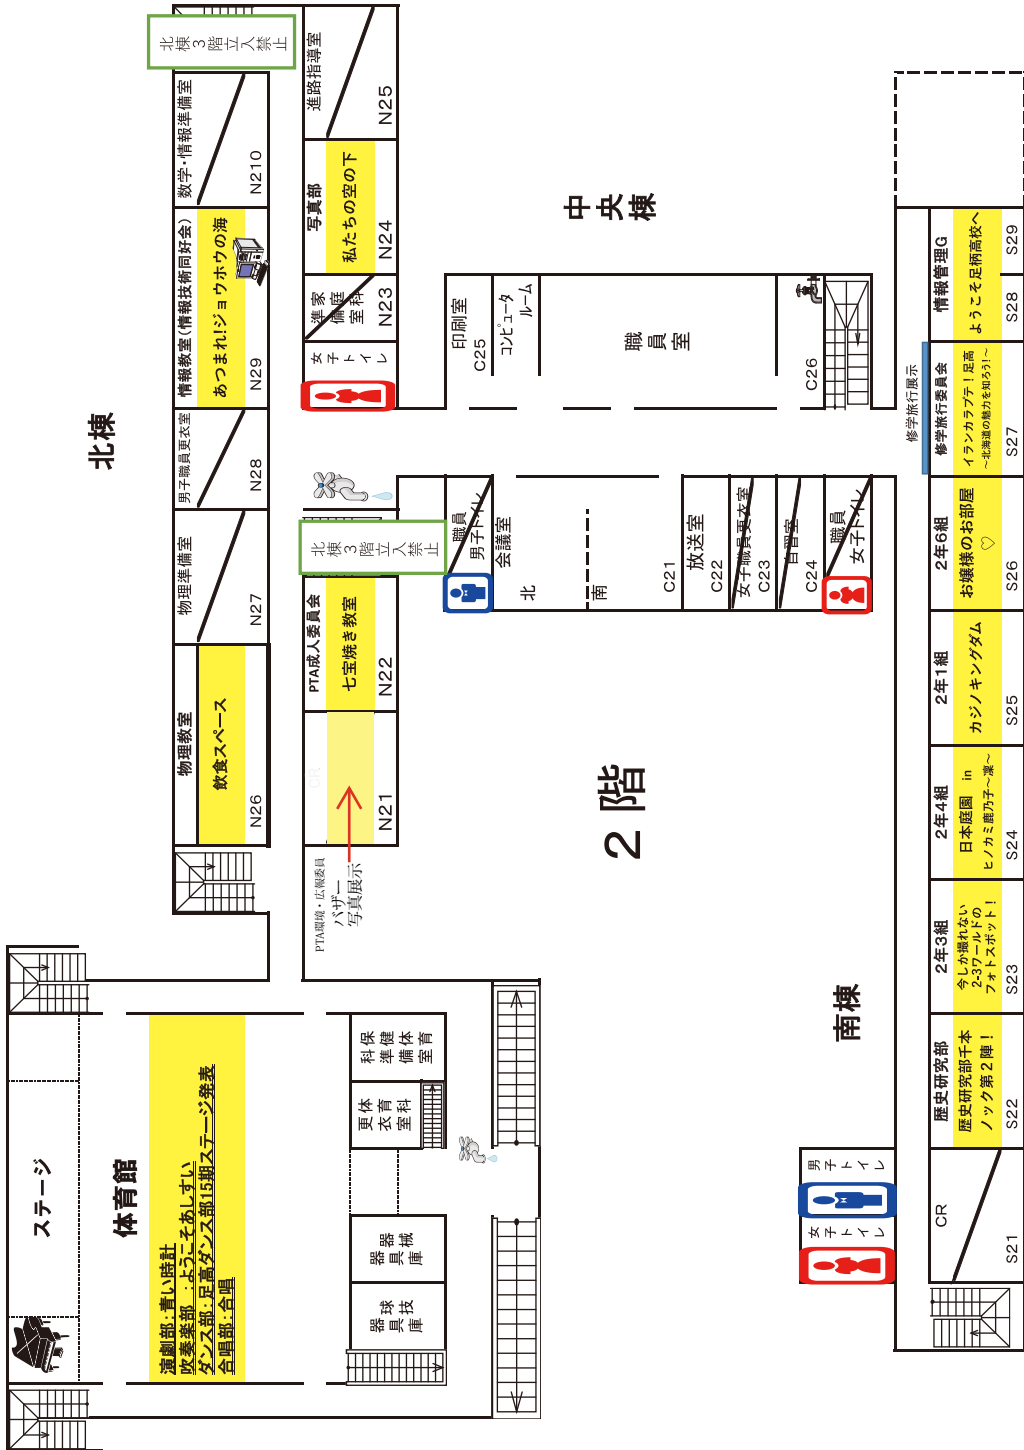 北棟３階立入禁止
数学・情報準備室
N210
情報教室(情報技術同好会)
あつまれ!ジョウホウの海
N29
男子職員更衣室
N28
物理準備室
N27
物理教室
飲食スペース
N26
北棟
進路指導室
N25
写真部
私たちの空の下
N24
家庭科
準備室
N23
女子トイレ
北棟３階立入禁止
PTA成人委員会
七宝焼き教室
N22
CR
N21
PTA環境・広報委員
バザー
写真展示
中央棟
印刷室
C25
コンピュータ
ルーム
職員室
C26
職員
男子トイレ
会議室
北
南
C21
放送室
C22
女子職員更衣室
C23
自習室
C24
職員
女子トイレ
２階
南棟
情報管理G
ようこそ足柄高校へ
S29
S28
修学旅行展示
修学旅行委員会
イランカラプテ！足高
～北海道の魅力を知ろう!～
S27
2年6組
お嬢様のお部屋
♡
S26
2年1組
カジノキングダム
S25
2年4組
日本庭園 in
ヒノカミ鹿乃子～凜～
S24
2年3組
今しか撮れない
2-3ワールドの
フォトスポット！
S23
歴史研究部
歴史研究部千本
ノック第２陣！
S22
CR
S21
男子トイレ
女子トイレ
ステージ
体育館
演劇部：青い時計
吹奏楽部：ようこそあしすい
ダンス部：足高ダンス部15期ステージ発表
合唱部：合唱
保健体育
科準備室
体育科
更衣室
器械
器具庫
球技
器具庫